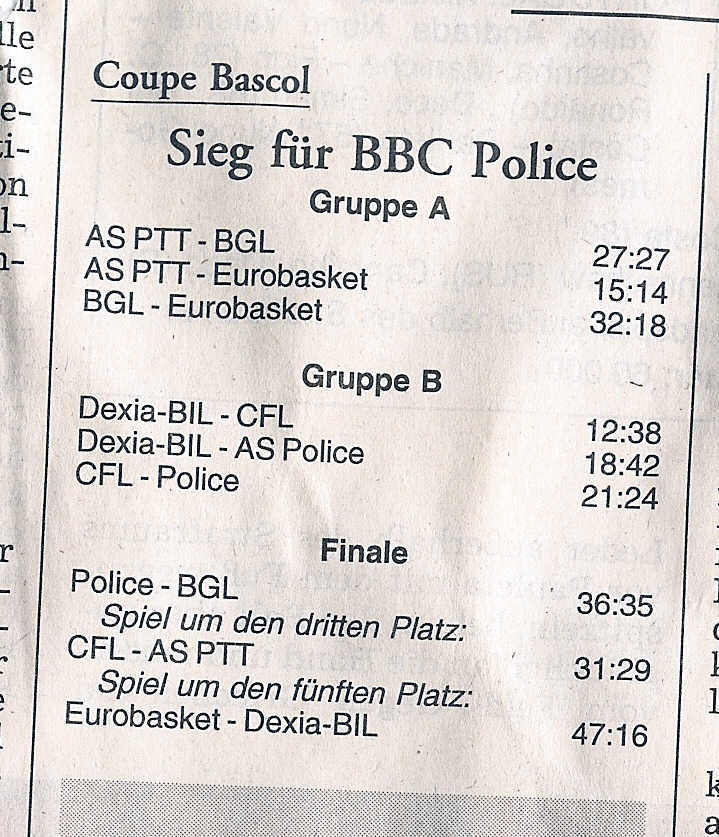 Coupe Bascol
Sieg für BBC Police
Gruppe A
AS PTT - BGL 27:27
AS PTT - Eurobasket 15:14
BGL - Eurobasket 32:18
Gruppe B
Dexia-BIL - CFL 12:38
Dexia-BIL - AS Police 18:42
CFL - Police 21:24
Finale
Police - BGL 36:35
Spiel um den dritten Platz:
CFL - AS PTT 31:29
Spiel um den fünften Platz:
Eurobasket - Dexia-BIL 47:16